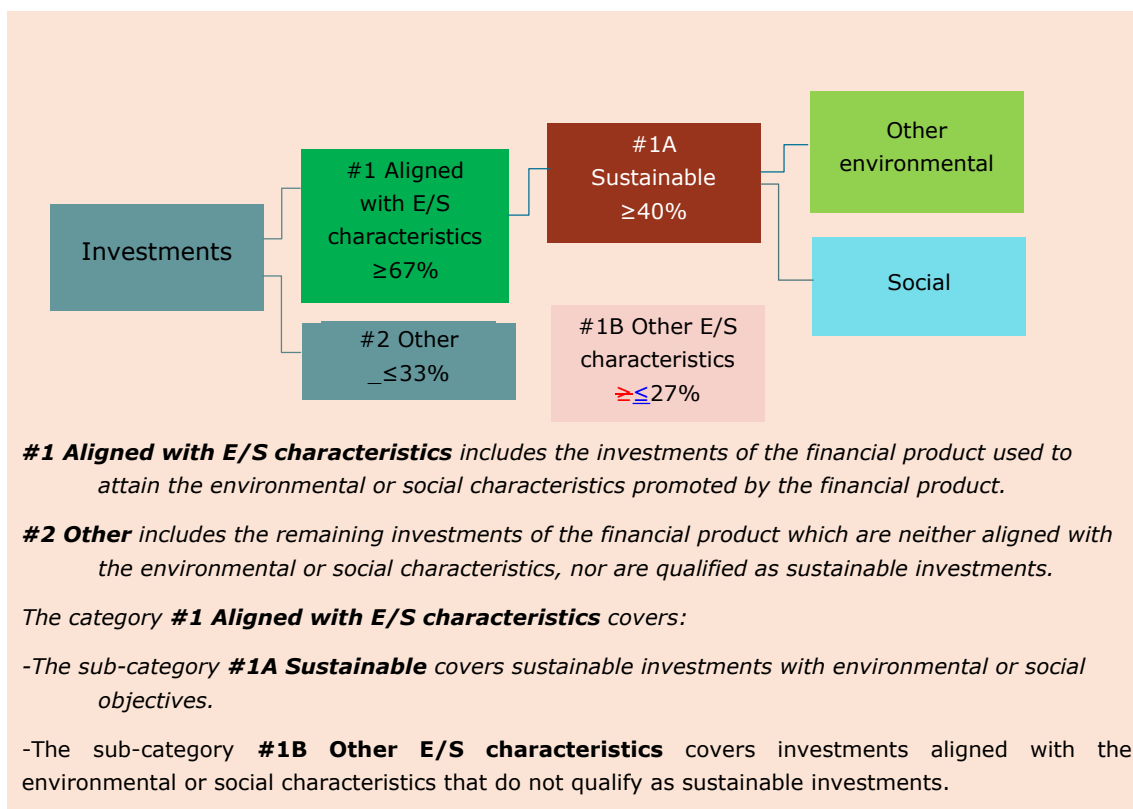 Investments
#1 Aligned
with E/S
characteristics
≥67%
#2 Other
_≤33%
#1A
Sustainable
≥40%
#1B Other E/S
characteristics
≥≤27%
Other
environmental
Social
#1 Aligned with E/S characteristics includes the investments of the financial product used to
attain the environmental or social characteristics promoted by the financial product.
#2 Other includes the remaining investments of the financial product which are neither aligned with
the environmental or social characteristics, nor are qualified as sustainable investments.
The category #1 Aligned with E/S characteristics covers:
-The sub-category #1A Sustainable covers sustainable investments with environmental or social
objectives.
-The sub-category #1B Other E/S characteristics covers investments aligned with the
environmental or social characteristics that do not qualify as sustainable investments.